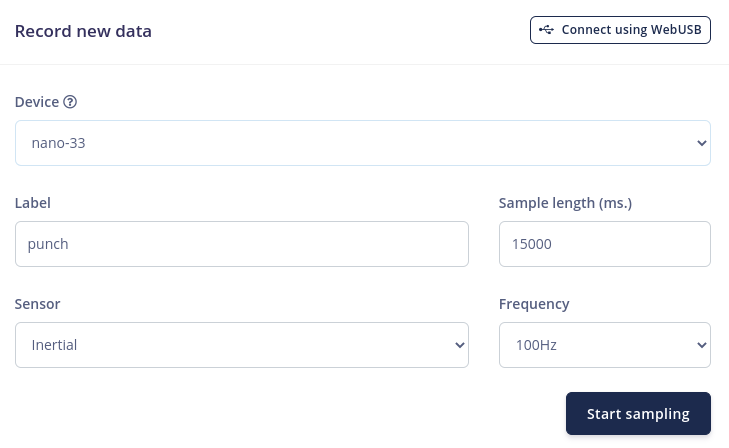 Record new data
Connect using WebUSB
Device
nano-33
Label
Sample length (ms.)
punch
15000
Sensor
Frequency
Inertial
100Hz
Start sampling